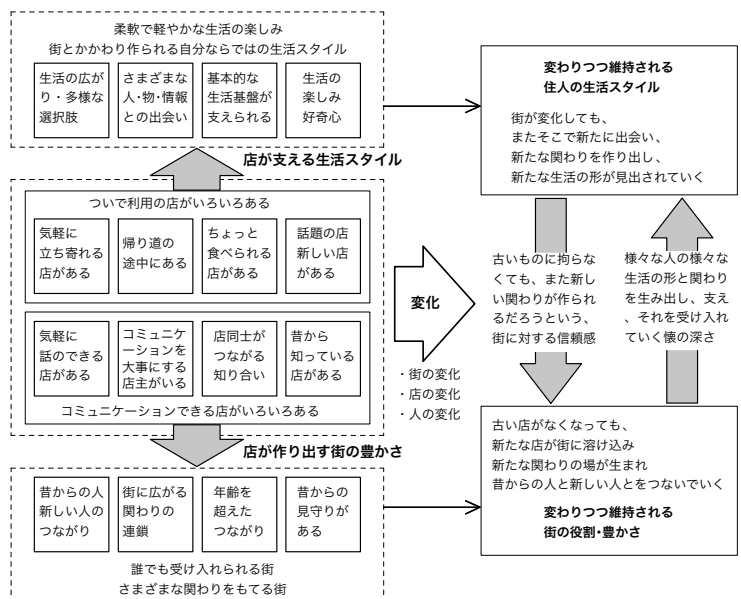 柔軟で軽やかな生活の楽しみ
街とかかわり作られる自分ならではの生活スタイル
生活の広が
り・多様な
選択肢
さまざまな
人・物・情報
との出会い
基本的な
生活基盤が
支えられる
生活の
楽しみ
好奇心
店が支える生活スタイル
ついで利用の店がいろいろある
気軽に
立ち寄れる
店がある
帰り道の
途中にある
ちょっと
食べられる
店がある
話題の店
新しい店
がある
気軽に
話のできる
店がある
コミュニケ
ーションを
大事にする
店主がいる
店同士が
つながる
知り合い
昔から
知っている
店がある
コミュニケーションできる店がいろいろある
店が作り出す街の豊かさ
昔からの人
新しい人の
つながり
街に広がる
関わりの
連鎖
年齢を
超えた
つながり
昔からの
見守りが
ある
誰でも受け入れられる街
さまざまな関わりをもてる街
変化
・街の変化
・店の変化
・人の変化
変わりつつ維持される
住人の生活スタイル
街が変化しても、
またそこで新たに出会い、
新たな関わりを作り出し、
新たな生活の形が見出されていく
古いものに拘らな
くても、また新し
い関わりが作られ
るだろうという、
街に対する信頼感
様々な人の様々な
生活の形と関わり
を生み出し、支え
、それを受け入れ
ていく懐の深さ
古い店がなくなっても、
新たな店が街に溶け込み
新たな関わりの場が生まれ
昔からの人と新しい人とをつないでいく
変わりつつ維持される
街の役割・豊かさ